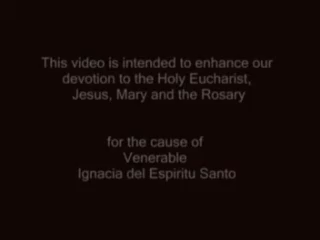 This video is intended to enhance our
devotion to the Holy Eucharist,
Jesus, Mary and the Rosary
for the cause of
Venerable
Ignacia del Espiritu Santo